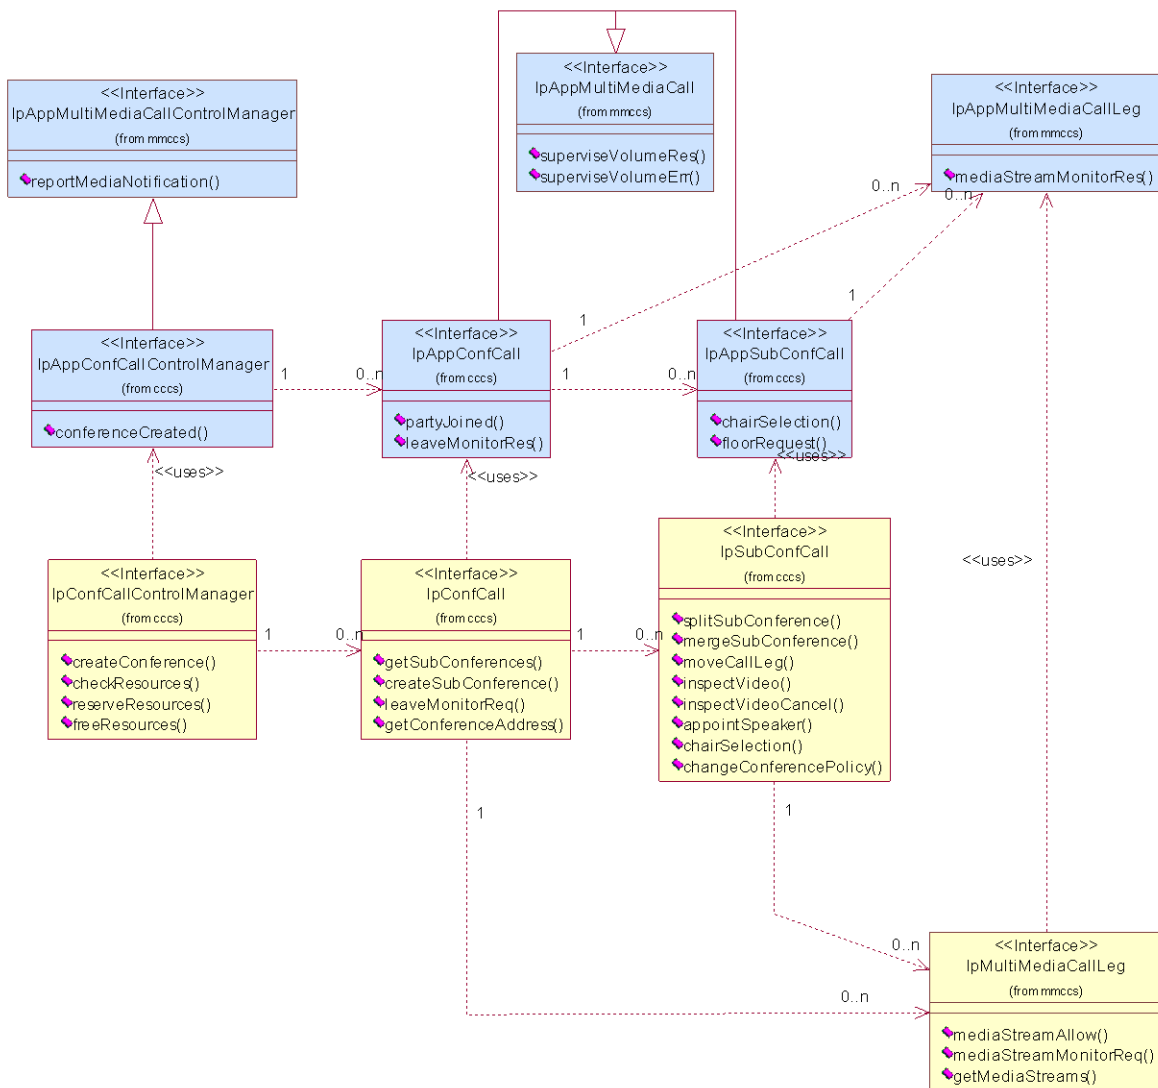 <<Interface>>
IpAppMultiMediaCallControlManager
(from mmccs)
reportMediaNotification()
<<Interface>>
IpAppMultiMediaCall
(from mmccs)
superviseVolumeRes()
superviseVolumeErr()
<<Interface>>
IpAppMultiMediaCallLeg
(from mmccs)
mediaStreamMonitorRes()
0..n
0..n
1
1
<<Interface>>
IpAppConfCallControlManager
(from cccs)
conferenceCreated()
1
0..n
<<Interface>>
IpAppConfCall
(from cccs)
partyJoined()
leaveMonitorRes()
1
0..n
<<Interface>>
IpAppSubConfCall
(from cccs)
chairSelection()
floorRequest()
<<uses>>
<<uses>>
<<uses>>
<<uses>>
<<Interface>>
IpConfCallControlManager
(from cccs)
createConference()
checkResources()
reserveResources()
freeResources()
1
0..n
<<Interface>>
IpConfCall
(from cccs)
getSubConferences()
createSubConference()
leaveMonitorReq()
getConferenceAddress()
1
0..n
<<Interface>>
IpSubConfCall
(from cccs)
splitSubConference()
mergeSubConference()
moveCallLeg()
inspectVideo()
inspectVideoCancel()
appointSpeaker()
chairSelection()
changeConferencePolicy()
1
1
0..n
0..n
<<Interface>>
IpMultiMediaCallLeg
(from mmccs)
mediaStreamAllow()
mediaStreamMonitorReq()
getMediaStreams()